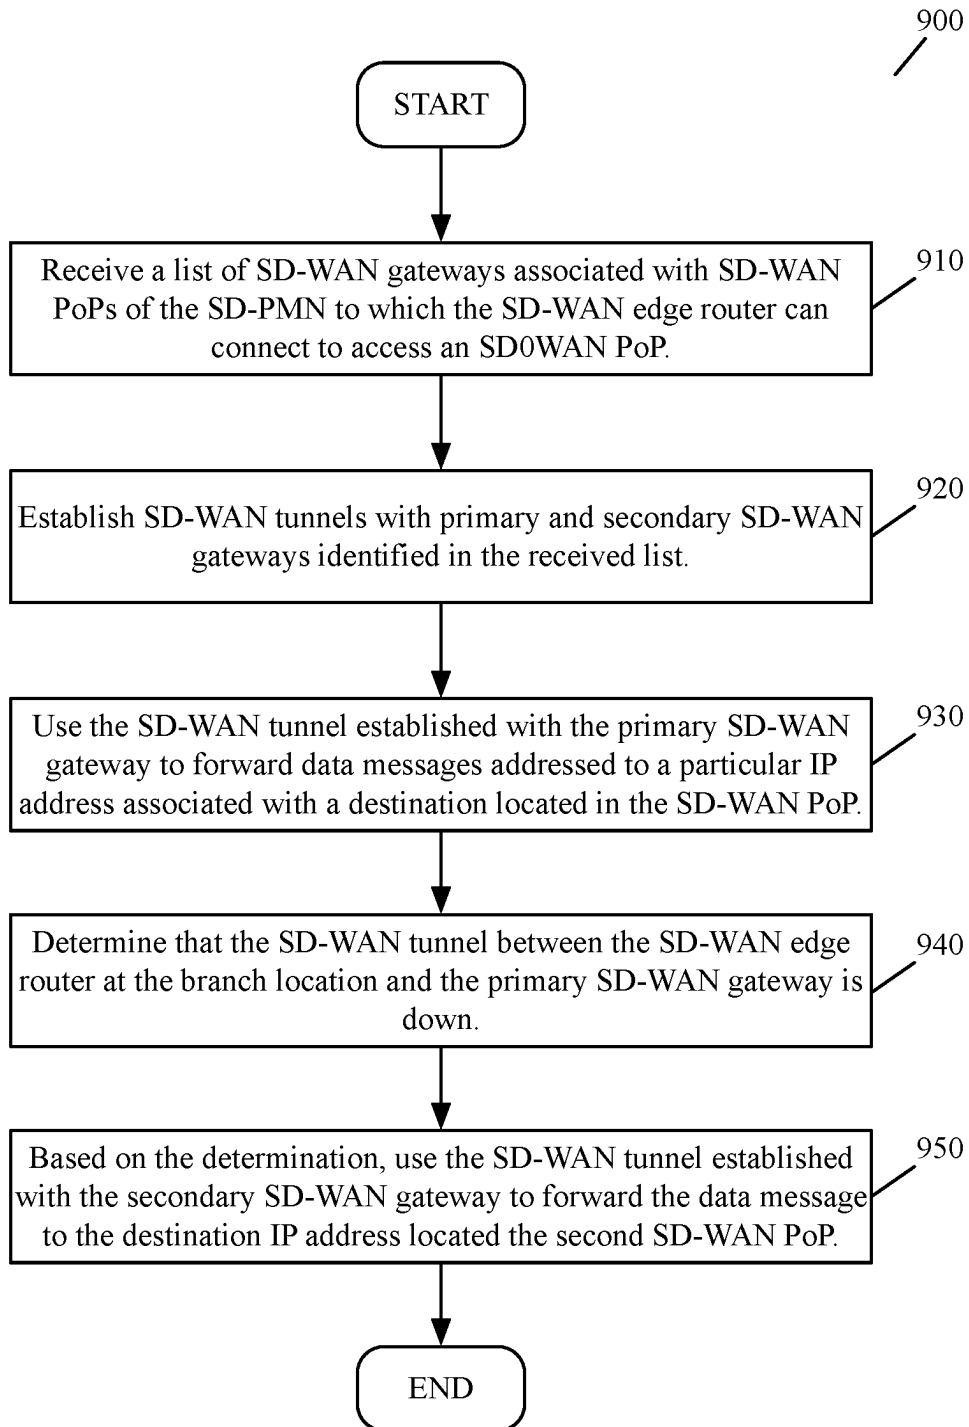 900
START
Receive a list of SD-WAN gateways associated with SD-WAN
PoPs of the SD-PMN to which the SD-WAN edge router can
connect to access an SD0WAN PoP.
910
Establish SD-WAN tunnels with primary and secondary SD-WAN
gateways identified in the received list.
920
Use the SD-WAN tunnel established with the primary SD-WAN
gateway to forward data messages addressed to a particular IP
address associated with a destination located in the SD-WAN PoP.
930
Determine that the SD-WAN tunnel between the SD-WAN edge
router at the branch location and the primary SD-WAN gateway is
down.
940
Based on the determination, use the SD-WAN tunnel established
with the secondary SD-WAN gateway to forward the data message
to the destination IP address located the second SD-WAN PoP.
950
END